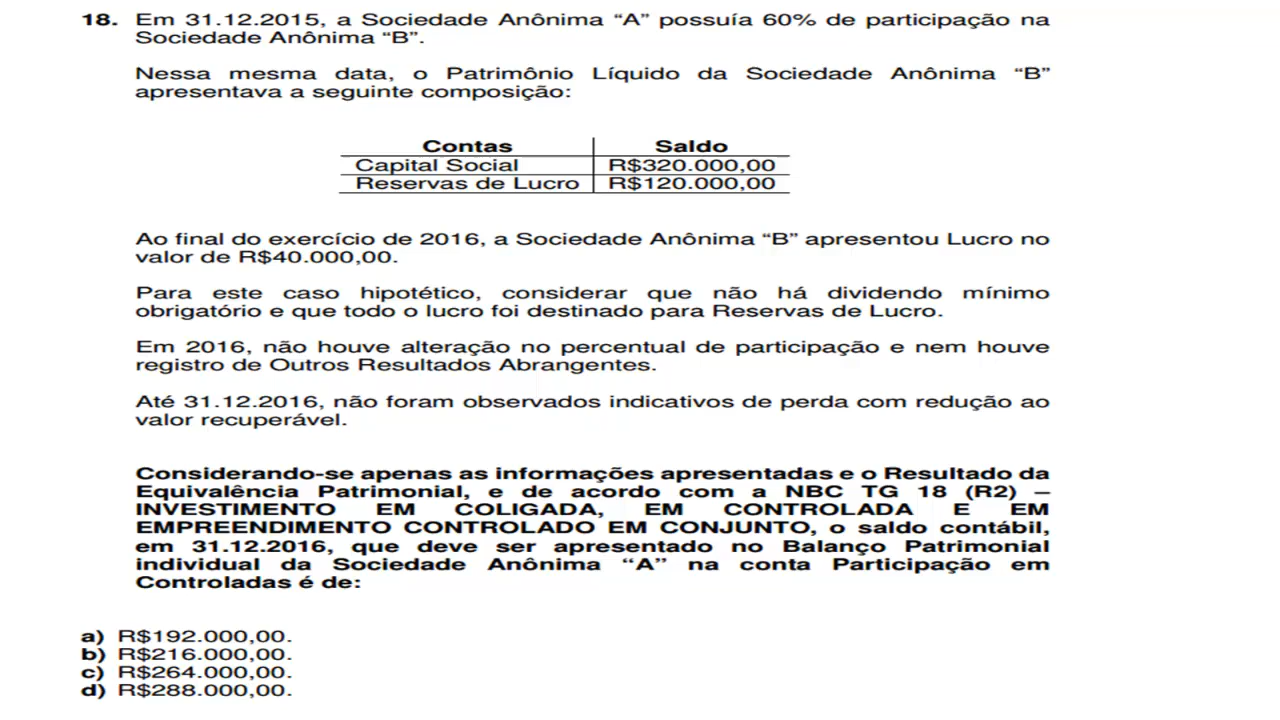 18. Em 31.12.2015, a Sociedade Anônima “A” possuía 60% de participação na
Sociedade Anônima “B”.
Nessa mesma data, o Patrimônio Líquido da Sociedade Anônima “B”
apresentava a seguinte composição:
Contas Saldo
Capital Social R$320.000,00
Reservas de Lucro R$120.000,00
Ao final do exercício de 2016, a Sociedade Anônima “B” apresentou Lucro no
valor de R$40.000,00.
Para este caso hipotético, considerar que não há dividendo mínimo
obrigatório e que todo o lucro foi destinado para Reservas de Lucro.
Em 2016, não houve alteração no percentual de participação e nem houve
registro de Outros Resultados Abrangentes.
Até 31.12.2016, não foram observados indicativos de perda com redução ao
valor recuperável.
Considerando-se apenas as informações apresentadas e o Resultado da
Equivalência Patrimonial, e de acordo com a NBC TG 18 (R2) –
INVESTIMENTO EM COLIGADA, EM CONTROLADA E EM
EMPREENDIMENTO CONTROLADO EM CONJUNTO, o saldo contábil,
em 31.12.2016, que deve ser apresentado no Balanço Patrimonial
individual da Sociedade Anônima “A” na conta Participação em
Controladas é de:
a) R$192.000,00.
b) R$216.000,00.
c) R$264.000,00.
d) R$288.000,00.